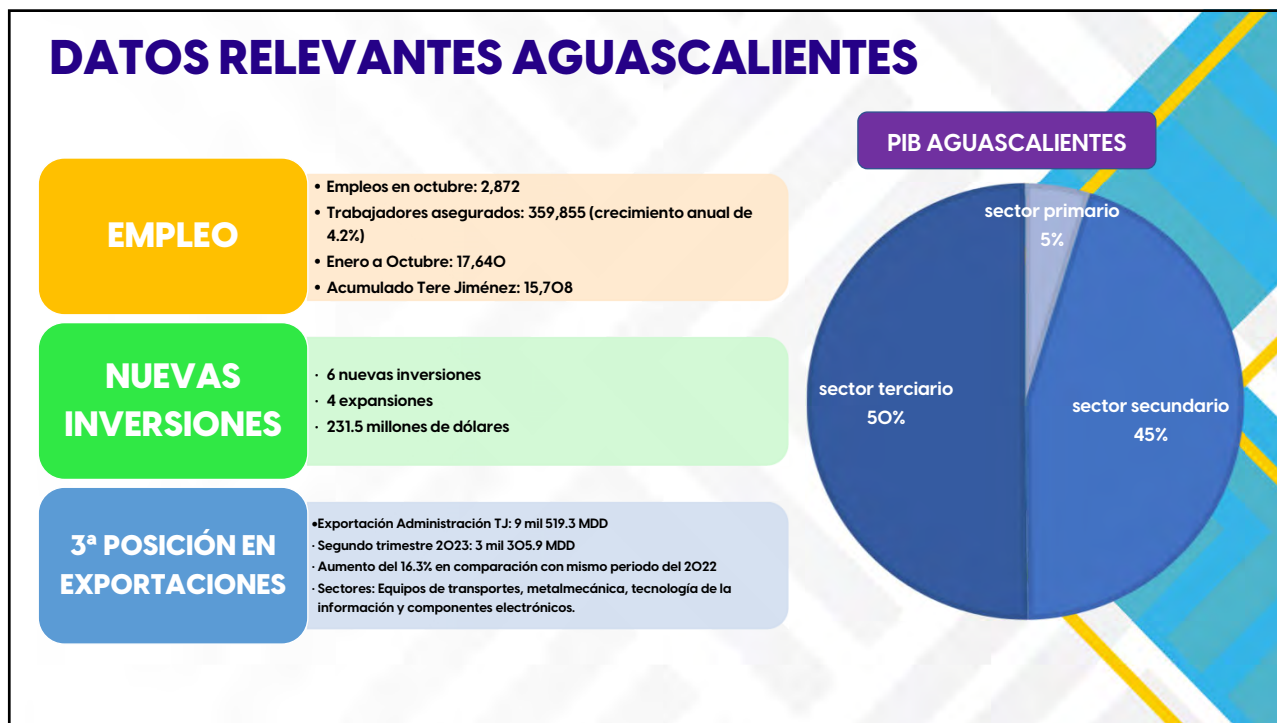 DATOS RELEVANTES AGUASCALIENTES
EMPLEO
• Empleos en octubre: 2,872
• Trabajadores asegurados: 359,855 (crecimiento anual de
4.2%)
• Enero a Octubre: 17,640
• Acumulado Tere Jiménez: 15,708
NUEVAS
INVERSIONES
· 6 nuevas inversiones
· 4 expansiones
· 231.5 millones de dólares
3ª POSICIÓN EN
EXPORTACIONES
•Exportación Administración TJ: 9 mil 519.3 MDD
· Segundo trimestre 2023: 3 mil 305.9 MDD
· Aumento del 16.3% en comparación con mismo periodo del 2022
· Sectores: Equipos de transportes, metalmecánica, tecnología de la
información y componentes electrónicos.
PIB AGUASCALIENTES
sector primario
5%
sector terciario
50%
sector secundario
45%